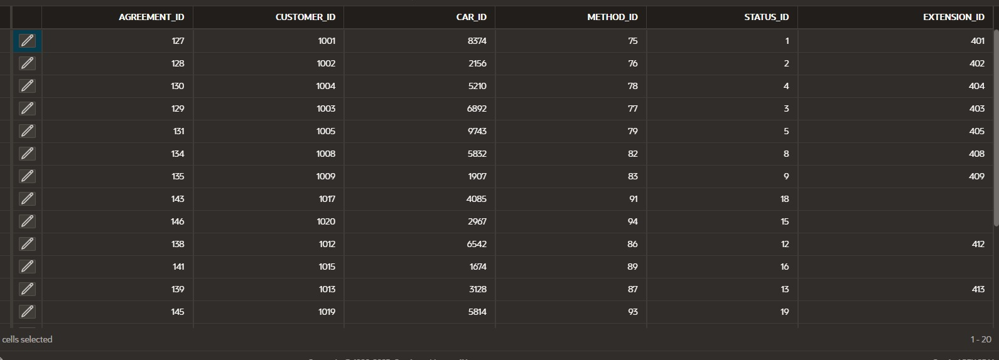 AGREEMENT_ID CUSTOMER_ID CAR_ID METHOD_ID STATUS_ID EXTENSION_ID
127 1001 8374 75 1 401
128 1002 2156 76 2 402
130 1004 5210 78 4 404
129 1003 6892 77 3 403
131 1005 9743 79 5 405
134 1008 5832 82 8 408
135 1009 1907 83 9 409
143 1017 4085 91 18
146 1020 2967 94 15
138 1012 6542 86 12 412
141 1015 1674 89 16
139 1013 3128 87 13 413
145 1019 5814 93 19
cells selected 1 - 20